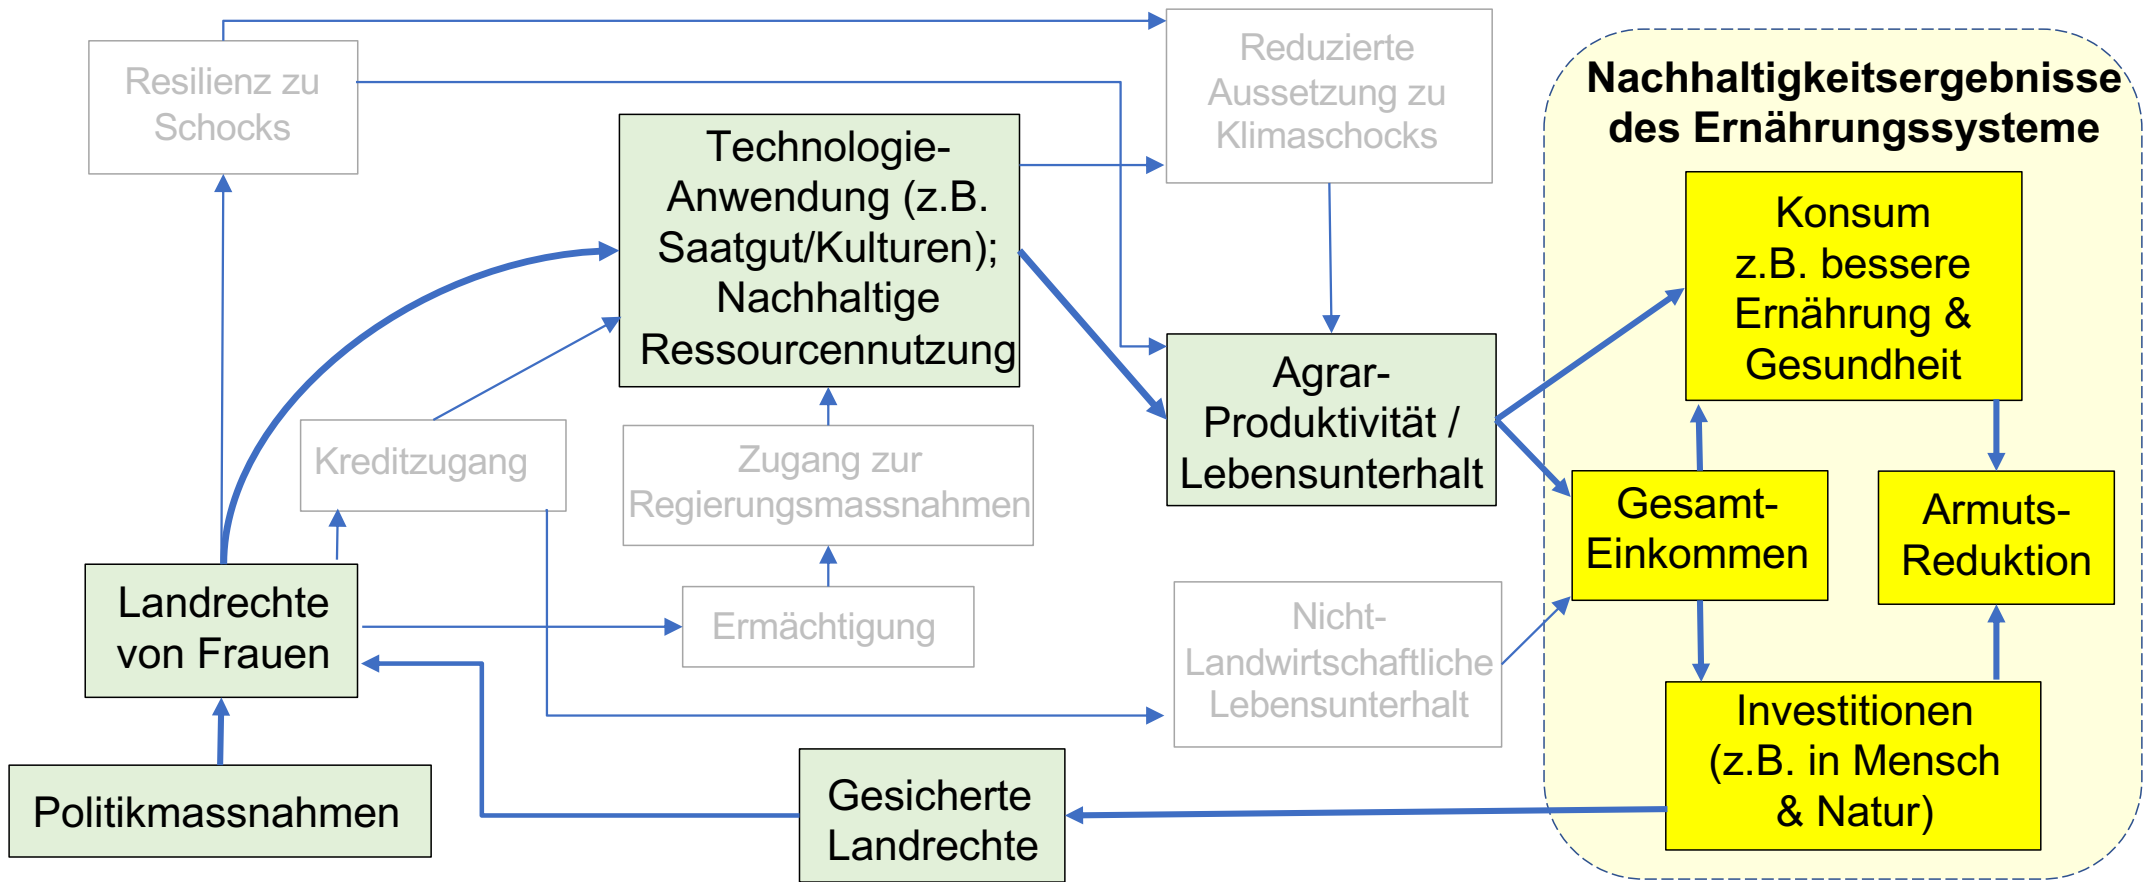 Resilienz zu
Schocks
Reduzierte
Aussetzung zu
Klimaschocks
Nachhaltigkeitsergebnisse
des Ernährungssysteme
Technologie-
Anwendung (z.B.
Saatgut/Kulturen);
Nachhaltige
Ressourcennutzung
Konsum
z.B. bessere
Ernährung &
Gesundheit
Agrar-
Produktivität /
Lebensunterhalt
Kreditzugang
Zugang zur
Regierungsmassnahmen
Gesamt-
Einkommen
Armuts-
Reduktion
Landrechte
von Frauen
Ermächtigung
Nicht-
Landwirtschaftliche
Lebensunterhalt
Investitionen
(z.B. in Mensch
& Natur)
Politikmassnahmen
Gesicherte
Landrechte